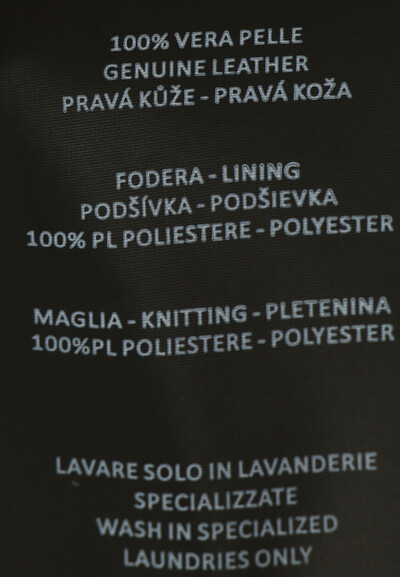 100% VERA PELLE
GENUINE LEATHER
PRAVÁ KŮŽE - PRAVÁ KOŽA
FODERA - LINING
PODŠÍVKA - PODŠIEVKA
100% PL POLIESTERE - POLYESTER
MAGLIA - KNITTING - PLETENINA
100%PL POLIESTERE - POLYESTER
LAVARE SOLO IN LAVANDERIE
SPECIALIZZATE
WASH IN SPECIALIZED
LAUNDRIES ONLY